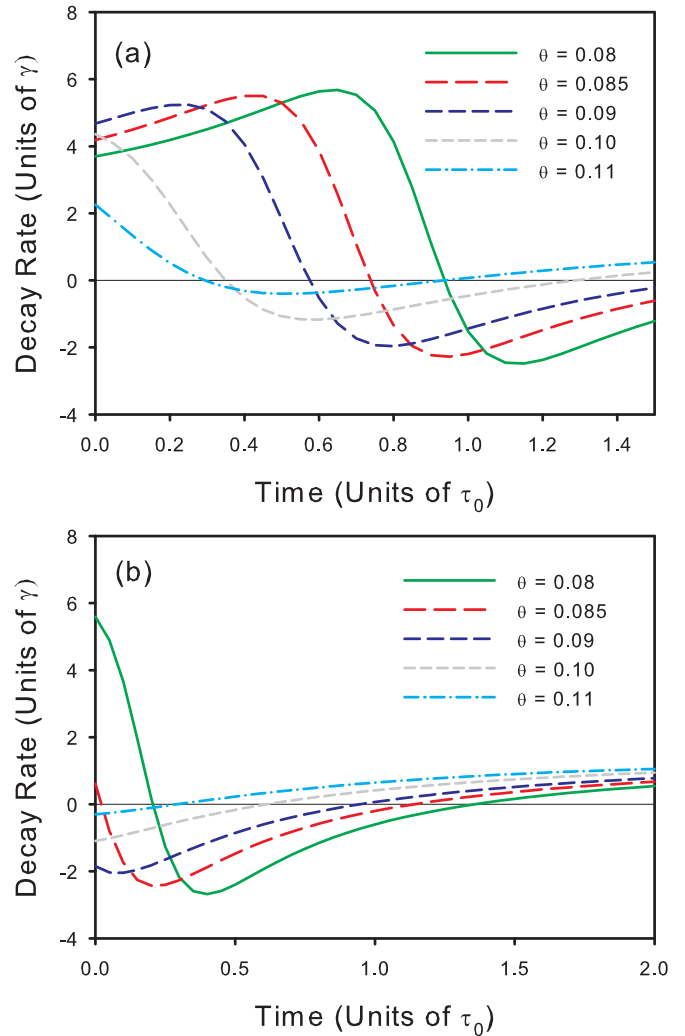 (a)
θ = 0.08
θ = 0.085
θ = 0.09
θ = 0.10
θ = 0.11
Decay Rate (Units of γ)
8
6
4
2
0
-2
-4
0.0 0.2 0.4 0.6 0.8 1.0 1.2 1.4
Time (Units of τ0)
(b)
θ = 0.08
θ = 0.085
θ = 0.09
θ = 0.10
θ = 0.11
Decay Rate (Units of γ)
8
6
4
2
0
-2
-4
0.0 0.5 1.0 1.5 2.0
Time (Units of τ0)